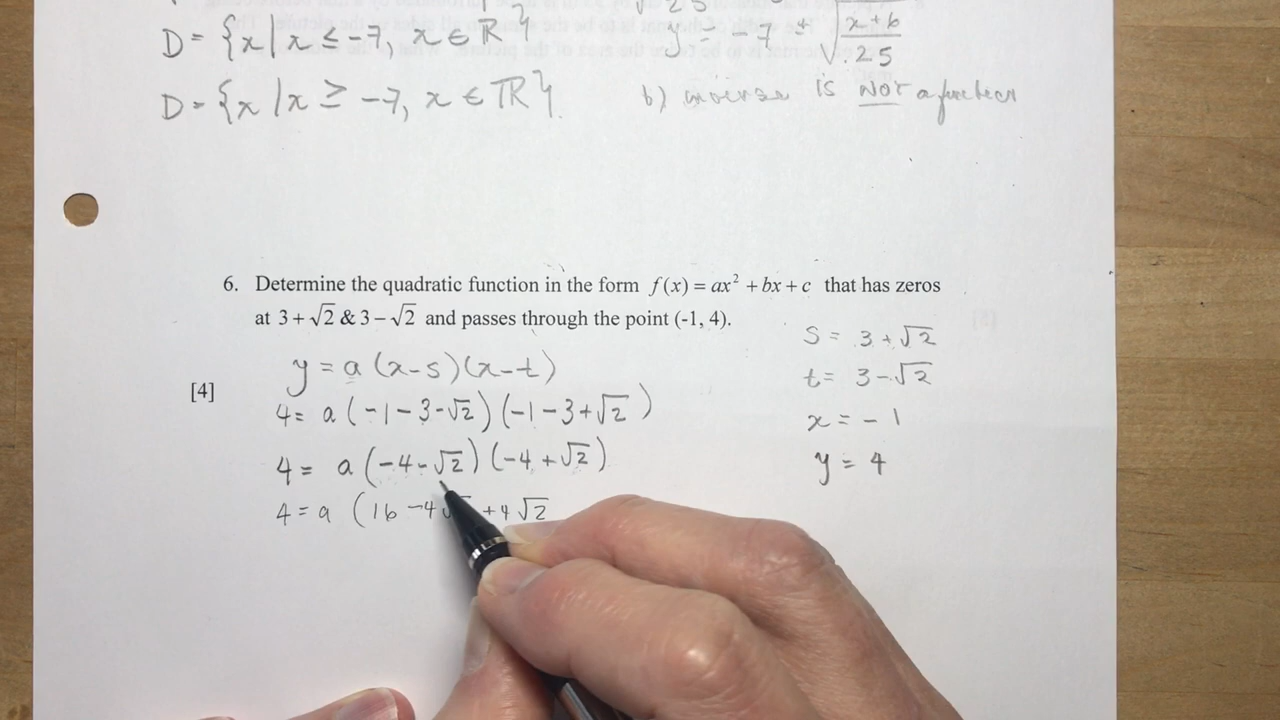 D = {x | x ≤ -7, x ∈ ℝ}
y = -7 ± √ x+6 / .25
D = {x | x ≥ -7, x ∈ ℝ}.
b) inverse is NOT a function
6. Determine the quadratic function in the form f(x) = ax² + bx + c that has zeros
at 3 + √2 & 3 − √2 and passes through the point (-1, 4).
[4]
y = a (x-s)(x-t)
4 = a (-1-3-√2)(-1-3+√2)
4 = a (-4-√2)(-4+√2)
4 = a (16 -4√ +4√2
S = 3+√2
t = 3-√2
x = -1
y = 4